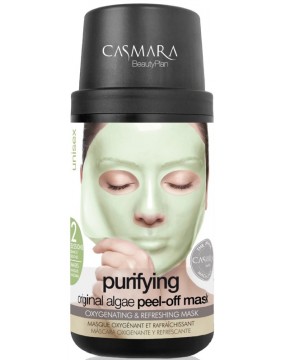 CASMARA
BeautyPlan
unisex
2
CASMARA
purifying
original algae peel-off mask
OXYGENATING & REFRESHING MASK
MASQUE OXYGÉNANT ET RAFRAÎCHISSANT
MASCARILLA OXIGENANTE Y REFRESCANTE